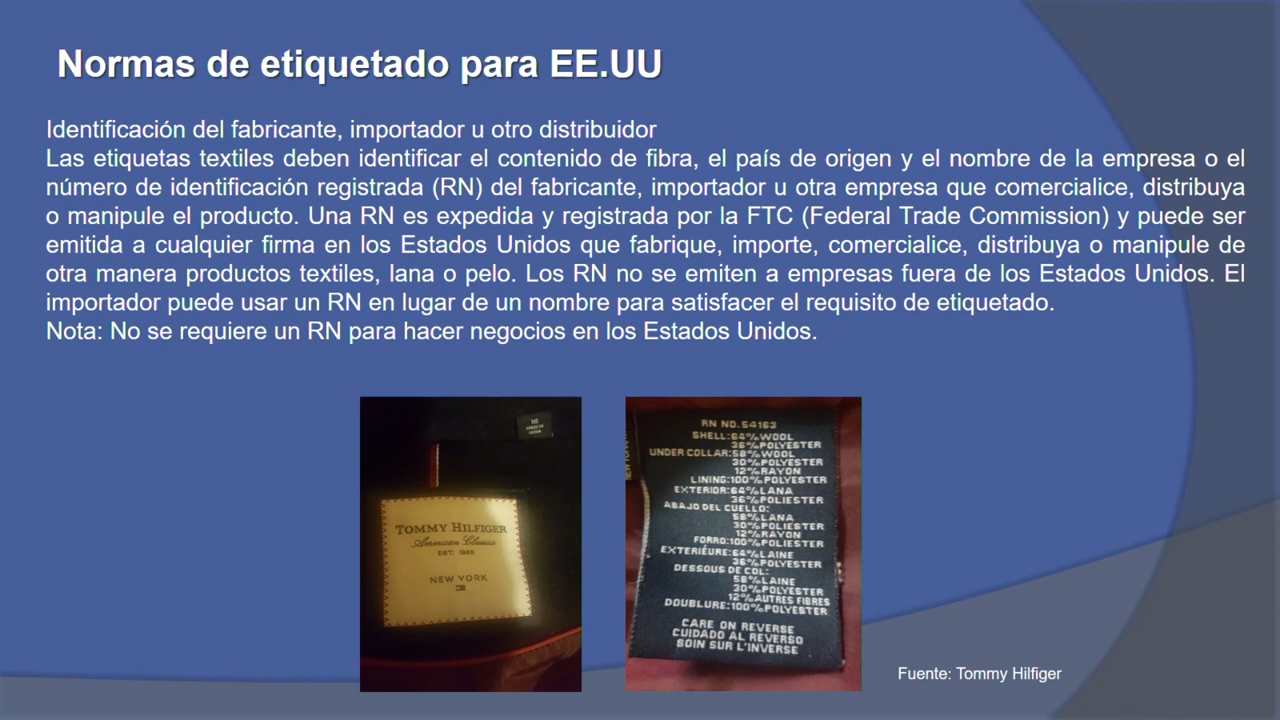 Normas de etiquetado para EE.UU
Identificación del fabricante, importador u otro distribuidor
Las etiquetas textiles deben identificar el contenido de fibra, el país de origen y el nombre de la empresa o el
número de identificación registrada (RN) del fabricante, importador u otra empresa que comercialice, distribuya
o manipule el producto. Una RN es expedida y registrada por la FTC (Federal Trade Commission) y puede ser
emitida a cualquier firma en los Estados Unidos que fabrique, importe, comercialice, distribuya o manipule de
otra manera productos textiles, lana o pelo. Los RN no se emiten a empresas fuera de los Estados Unidos. El
importador puede usar un RN en lugar de un nombre para satisfacer el requisito de etiquetado.
Nota: No se requiere un RN para hacer negocios en los Estados Unidos.
TOMMY HILFIGER
American Classics
EST. 1985
NEW YORK
RN NO.54163
SHELL:64%WOOL
36%POLYESTER
UNDER COLLAR:58%WOOL
30%POLYESTER
12%RAYON
LINING:100%POLYESTER
EXTERIOR:64%LANA
36%POLIESTER
ABAJO DEL CUELLO:
58%LANA
30%POLIESTER
12%RAYON
FORRO:100%POLIESTER
EXTERIÉURE:64%LAINE
36%POLYESTER
DESSOUS DE COL:
58%LAINE
30%POLYESTER
12%AUTRES FIBRES
DOUBLURE:100%POLYESTER
CARE ON REVERSE
CUIDADO AL REVERSO
SOIN SUR L'INVERSE
Fuente: Tommy Hilfiger